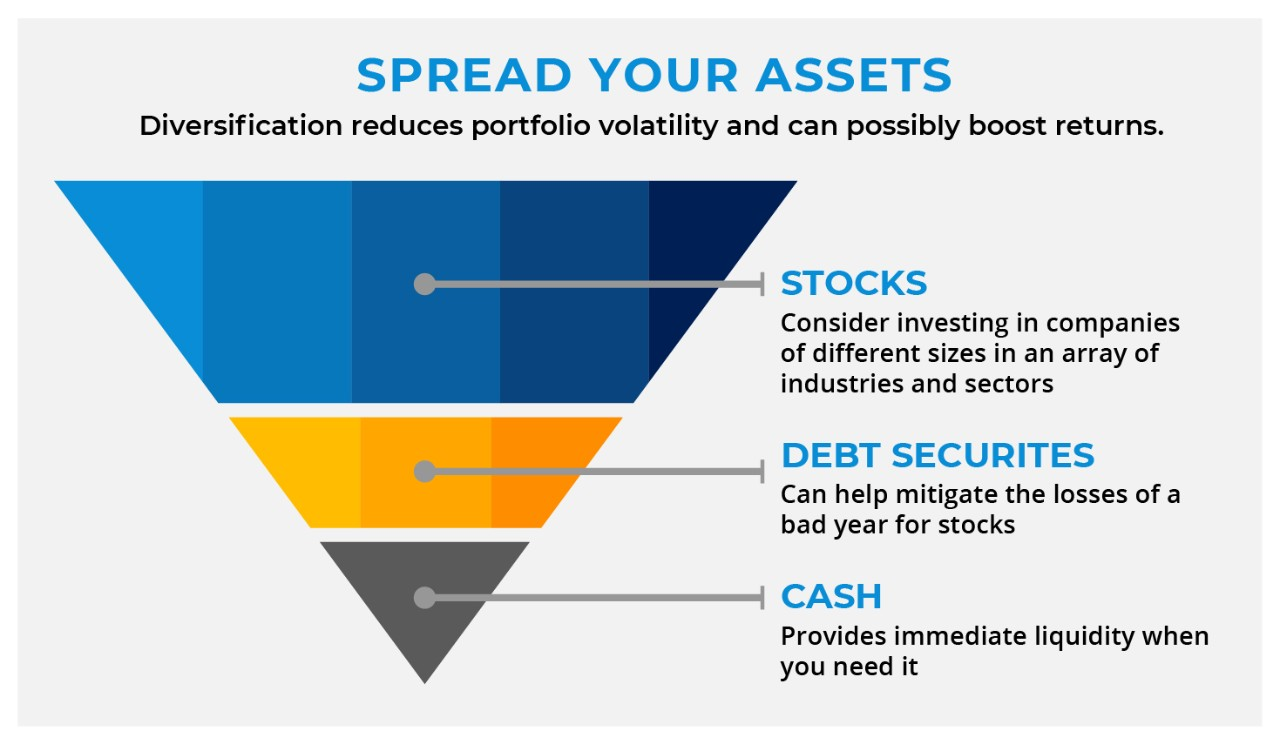 SPREAD YOUR ASSETS
Diversification reduces portfolio volatility and can possibly boost returns.
STOCKS
Consider investing in companies
of different sizes in an array of
industries and sectors
DEBT SECURITES
Can help mitigate the losses of a
bad year for stocks
CASH
Provides immediate liquidity when
you need it